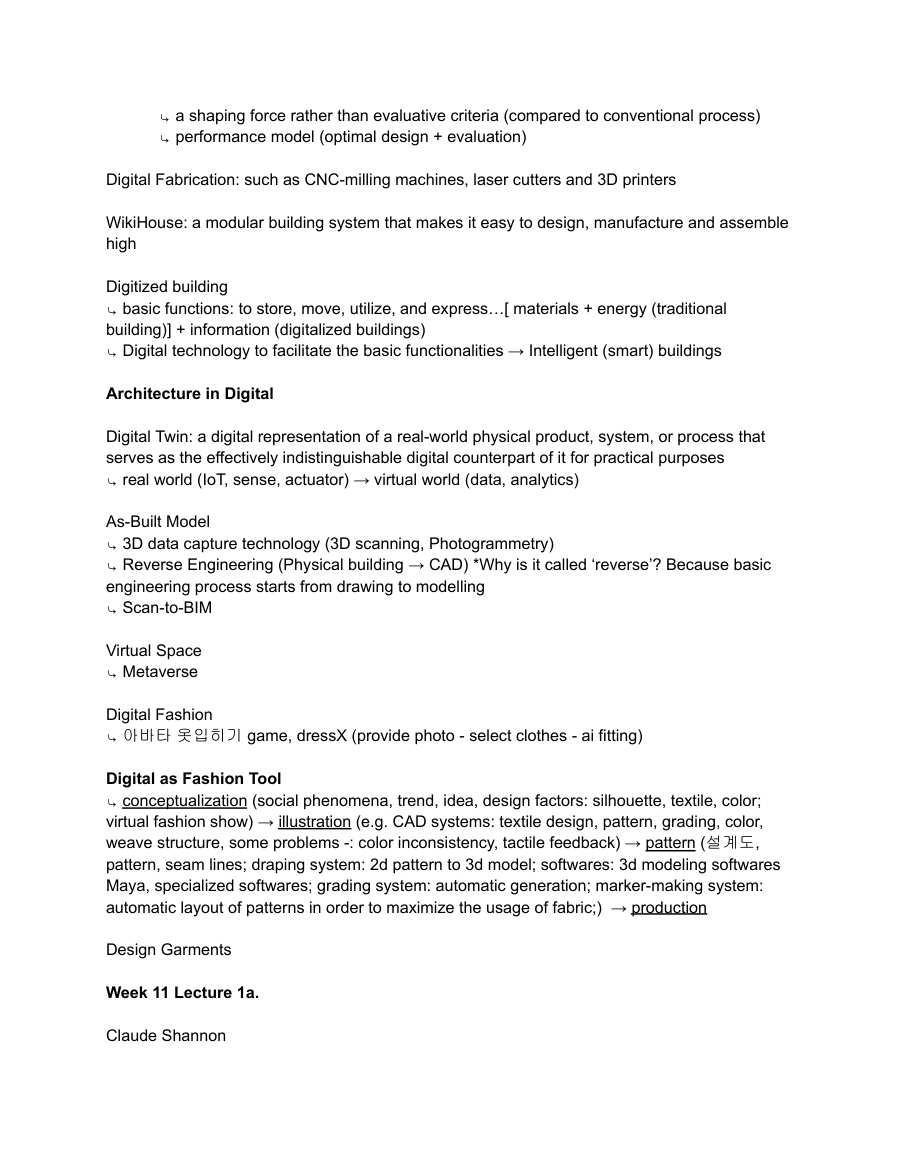 ⤷ a shaping force rather than evaluative criteria (compared to conventional process)
⤷ performance model (optimal design + evaluation)
Digital Fabrication: such as CNC-milling machines, laser cutters and 3D printers
WikiHouse: a modular building system that makes it easy to design, manufacture and assemble
high
Digitized building
⤷ basic functions: to store, move, utilize, and express…[ materials + energy (traditional
building)] + information (digitalized buildings)
⤷ Digital technology to facilitate the basic functionalities → Intelligent (smart) buildings
Architecture in Digital
Digital Twin: a digital representation of a real-world physical product, system, or process that
serves as the effectively indistinguishable digital counterpart of it for practical purposes
⤷ real world (IoT, sense, actuator) → virtual world (data, analytics)
As-Built Model
⤷ 3D data capture technology (3D scanning, Photogrammetry)
⤷ Reverse Engineering (Physical building → CAD) *Why is it called ‘reverse’? Because basic
engineering process starts from drawing to modelling
⤷ Scan-to-BIM
Virtual Space
⤷ Metaverse
Digital Fashion
⤷ 아바타 옷입히기 game, dressX (provide photo - select clothes - ai fitting)
Digital as Fashion Tool
⤷ conceptualization (social phenomena, trend, idea, design factors: silhouette, textile, color;
virtual fashion show) → illustration (e.g. CAD systems: textile design, pattern, grading, color,
weave structure, some problems -: color inconsistency, tactile feedback) → pattern (설계도,
pattern, seam lines; draping system: 2d pattern to 3d model; softwares: 3d modeling softwares
Maya, specialized softwares; grading system: automatic generation; marker-making system:
automatic layout of patterns in order to maximize the usage of fabric;)  → production
Design Garments
Week 11 Lecture 1a.
Claude Shannon